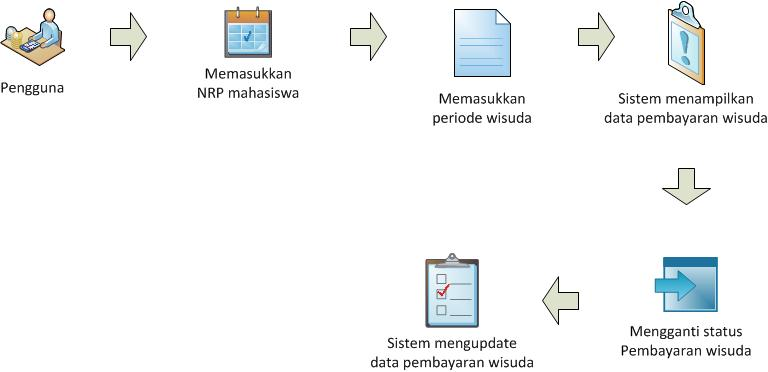 Pengguna
Memasukkan
NRP mahasiswa
Memasukkan
periode wisuda
Sistem menampilkan
data pembayaran wisuda
Mengganti status
Pembayaran wisuda
Sistem mengupdate
data pembayaran wisuda